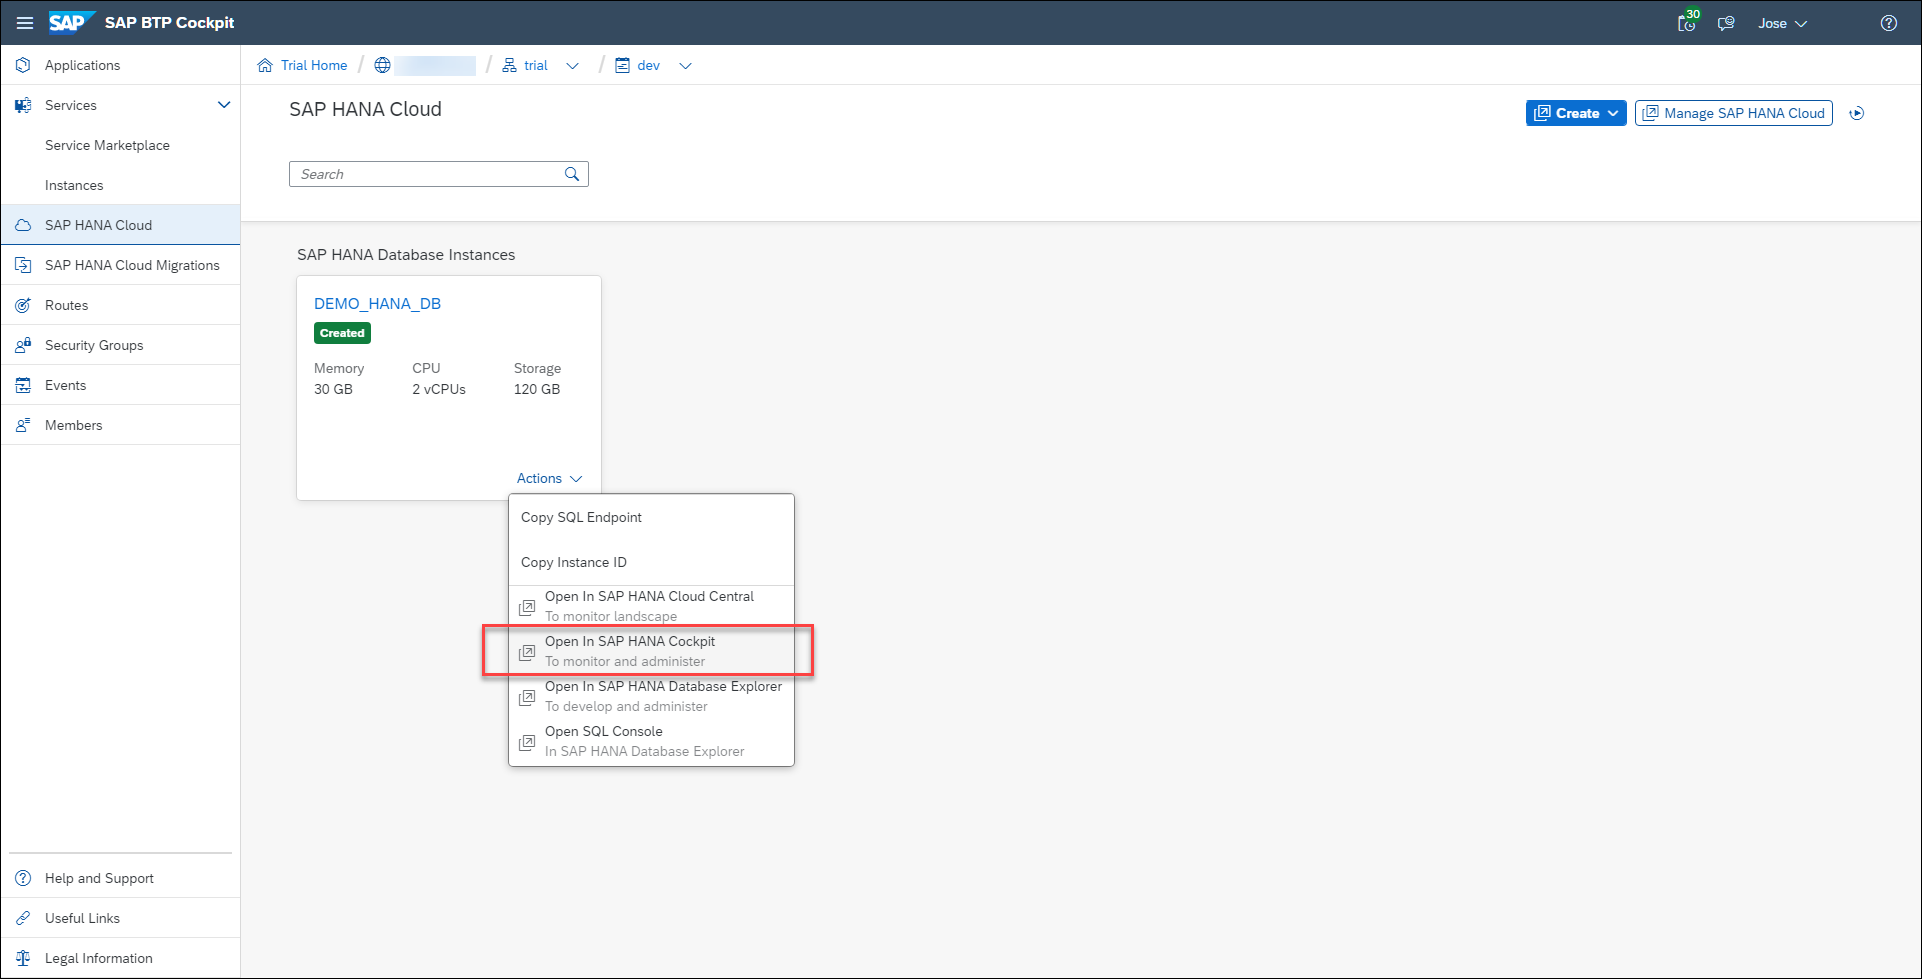 SAP SAP BTP Cockpit
30
Jose
Applications
Services
Service Marketplace
Instances
SAP HANA Cloud
SAP HANA Cloud Migrations
Routes
Security Groups
Events
Members
Help and Support
Useful Links
Legal Information
Trial Home / / trial / dev
SAP HANA Cloud
Create
Manage SAP HANA Cloud
Search
SAP HANA Database Instances
DEMO_HANA_DB
Created
Memory CPU Storage
30 GB 2 vCPUs 120 GB
Actions
Copy SQL Endpoint
Copy Instance ID
Open In SAP HANA Cloud Central
To monitor landscape
Open In SAP HANA Cockpit
To monitor and administer
Open In SAP HANA Database Explorer
To develop and administer
Open SQL Console
In SAP HANA Database Explorer